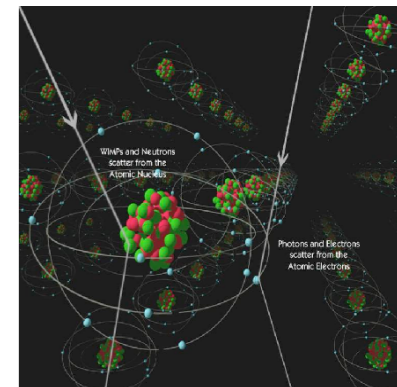 WIMPs and Neutrons
scatter from the
Atomic Nucleus
Photons and Electrons
scatter from the
Atomic Electrons